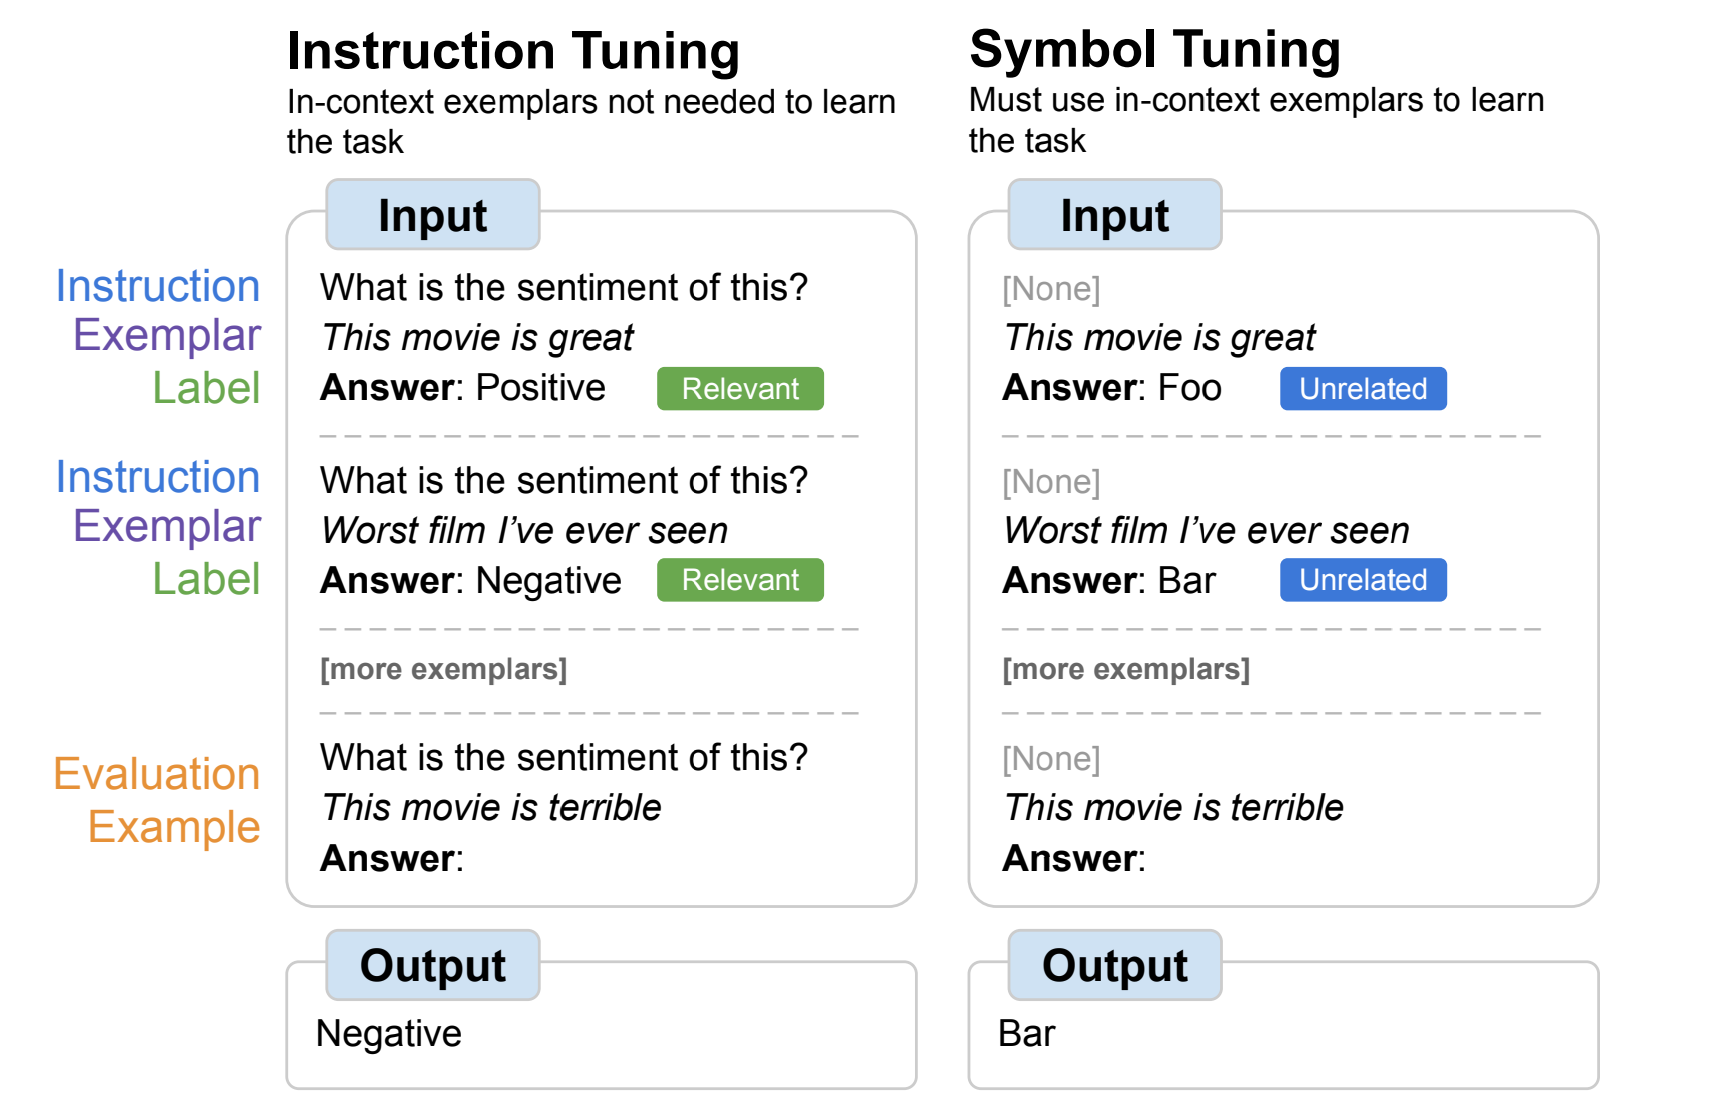 Instruction Tuning
In-context exemplars not needed to learn
the task
Symbol Tuning
Must use in-context exemplars to learn
the task
Instruction
Exemplar
Label
Instruction
Exemplar
Label
Evaluation
Example
Input
What is the sentiment of this?
This movie is great
Answer: Positive Relevant
What is the sentiment of this?
Worst film I've ever seen
Answer: Negative Relevant
[more exemplars]
What is the sentiment of this?
This movie is terrible
Answer:
Output
Negative
Input
[None]
This movie is great
Answer: Foo Unrelated
[None]
Worst film I've ever seen
Answer: Bar Unrelated
[more exemplars]
[None]
This movie is terrible
Answer:
Output
Bar